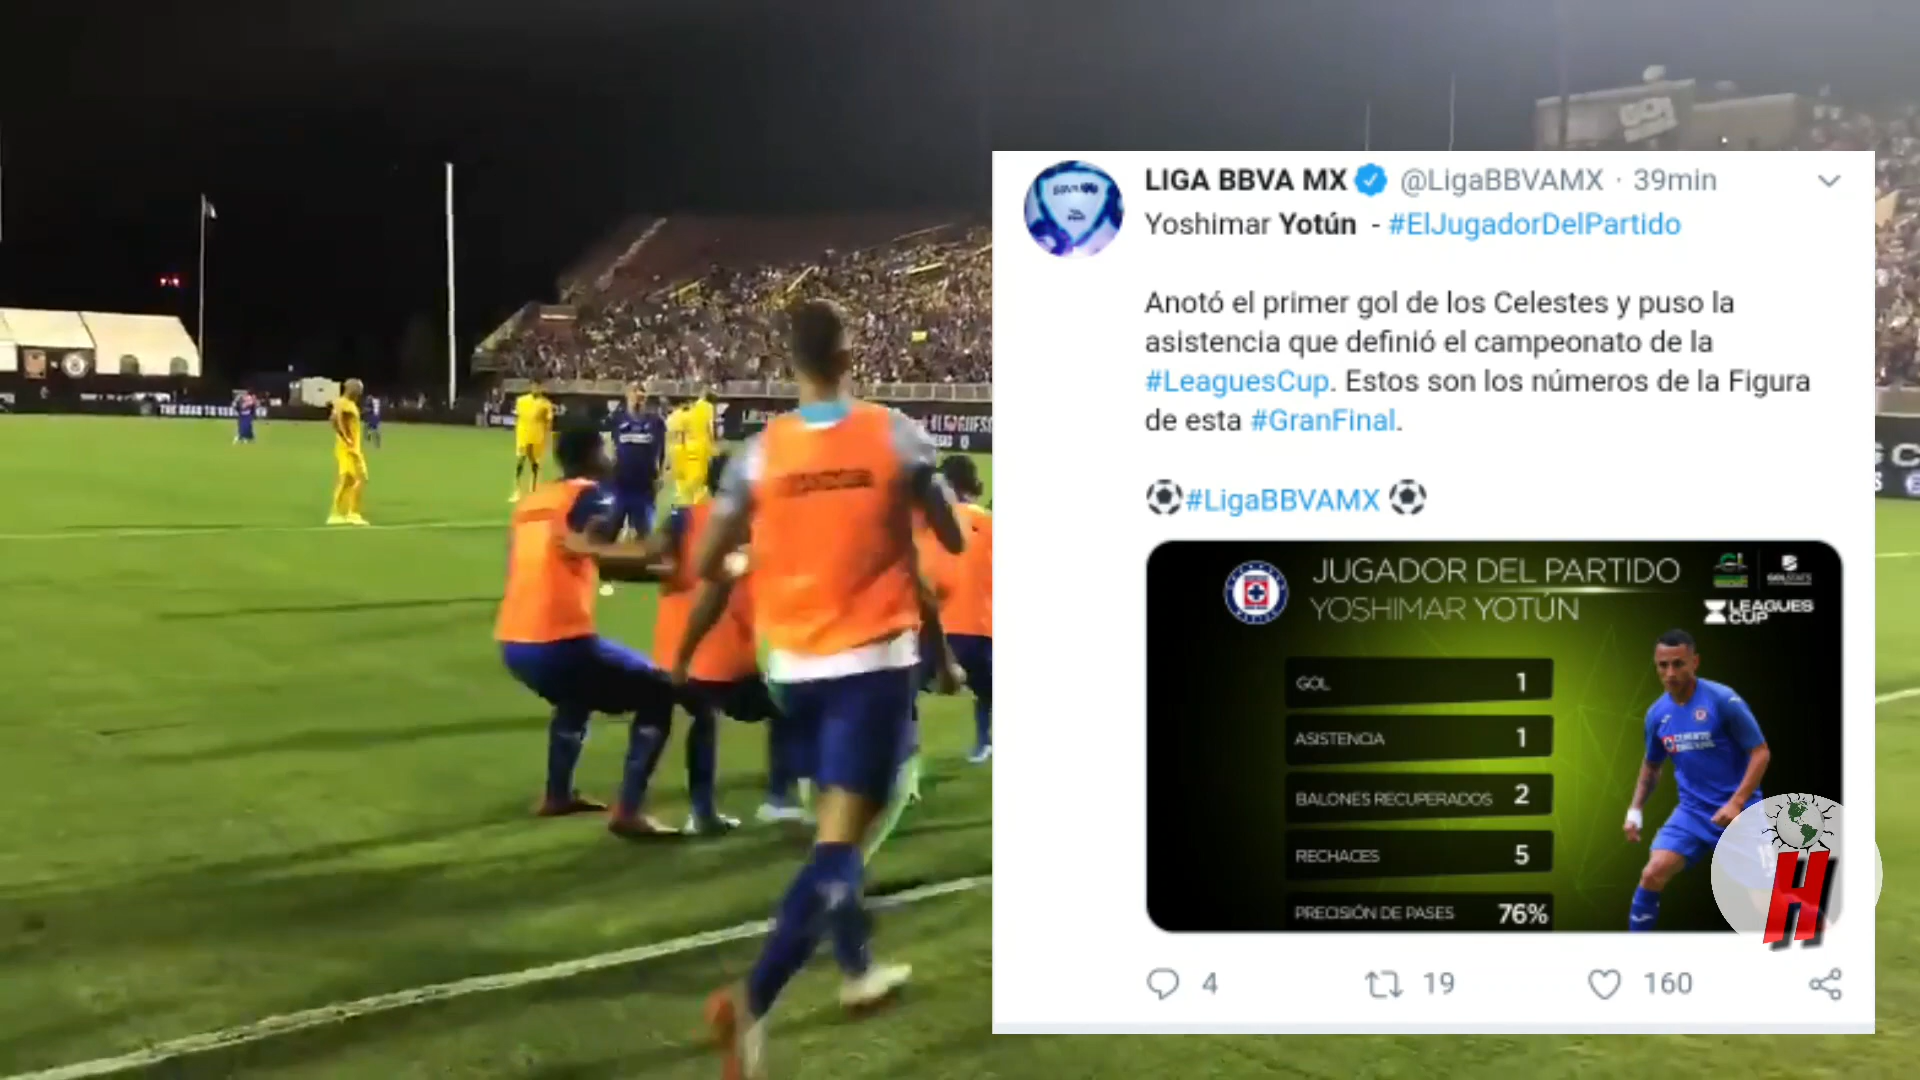 LIGA BBVA MX @LigaBBVAMX · 39min
Yoshimar Yotún - #ElJugadorDelPartido
Anotó el primer gol de los Celestes y puso la
asistencia que definió el campeonato de la
#LeaguesCup. Estos son los números de la Figura
de esta #GranFinal.
#LigaBBVAMX
JUGADOR DEL PARTIDO
YOSHIMAR YOTÚN
LEAGUES
CUP
GOL 1
ASISTENCIA 1
BALONES RECUPERADOS 2
RECHACES 5
PRECISIÓN DE PASES 76%
4 19 160
H